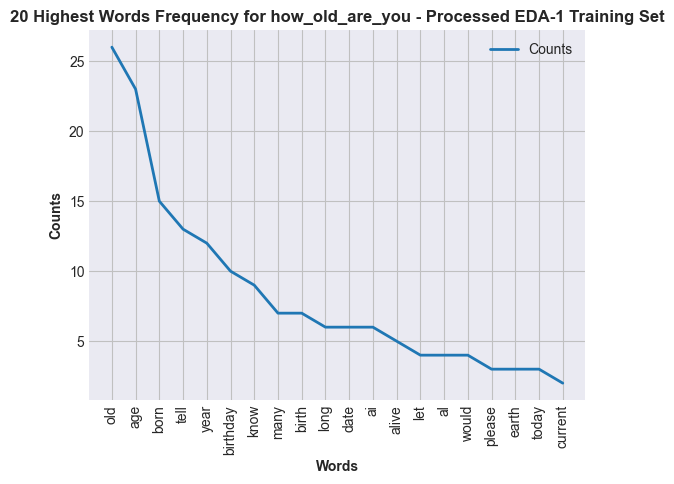 20 Highest Words Frequency for how_old_are_you - Processed EDA-1 Training Set
Counts
25
20
15
10
5
Counts
old
age
born
tell
year
birthday
know
many
birth
long
date
ai
alive
let
al
would
please
earth
today
current
Words